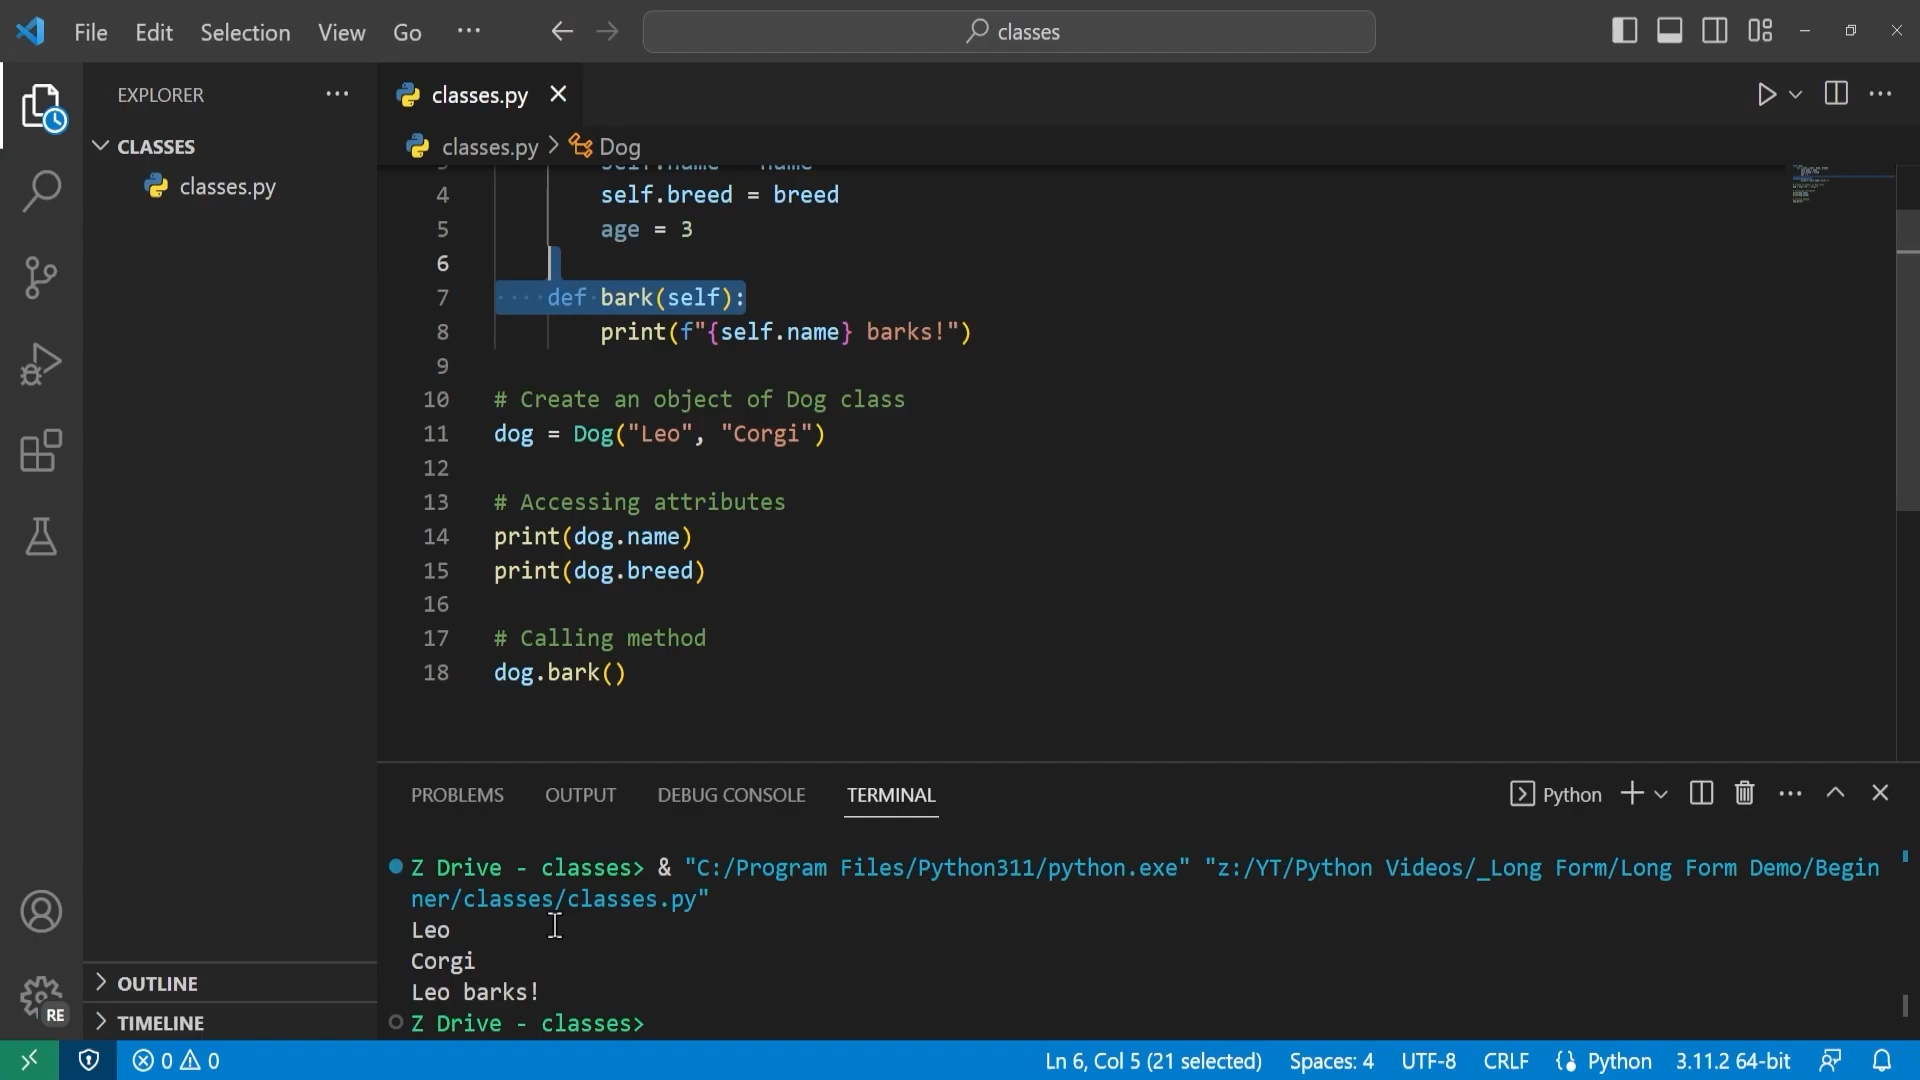 File Edit Selection View Go ··· classes
EXPLORER ···
CLASSES
classes.py
classes.py
classes.py > Dog
self.name = name
4 self.breed = breed
5 age = 3
6
7 def bark(self):
8 print(f"{self.name} barks!")
9
10 # Create an object of Dog class
11 dog = Dog("Leo", "Corgi")
12
13 # Accessing attributes
14 print(dog.name)
15 print(dog.breed)
16
17 # Calling method
18 dog.bark()
PROBLEMS OUTPUT DEBUG CONSOLE TERMINAL Python
Z Drive - classes> & "C:/Program Files/Python311/python.exe" "z:/YT/Python Videos/_Long Form/Long Form Demo/Begin
ner/classes/classes.py"
Leo
Corgi
Leo barks!
Z Drive - classes>
OUTLINE
TIMELINE
RE
0 0 Ln 6, Col 5 (21 selected) Spaces: 4 UTF-8 CRLF Python 3.11.2 64-bit